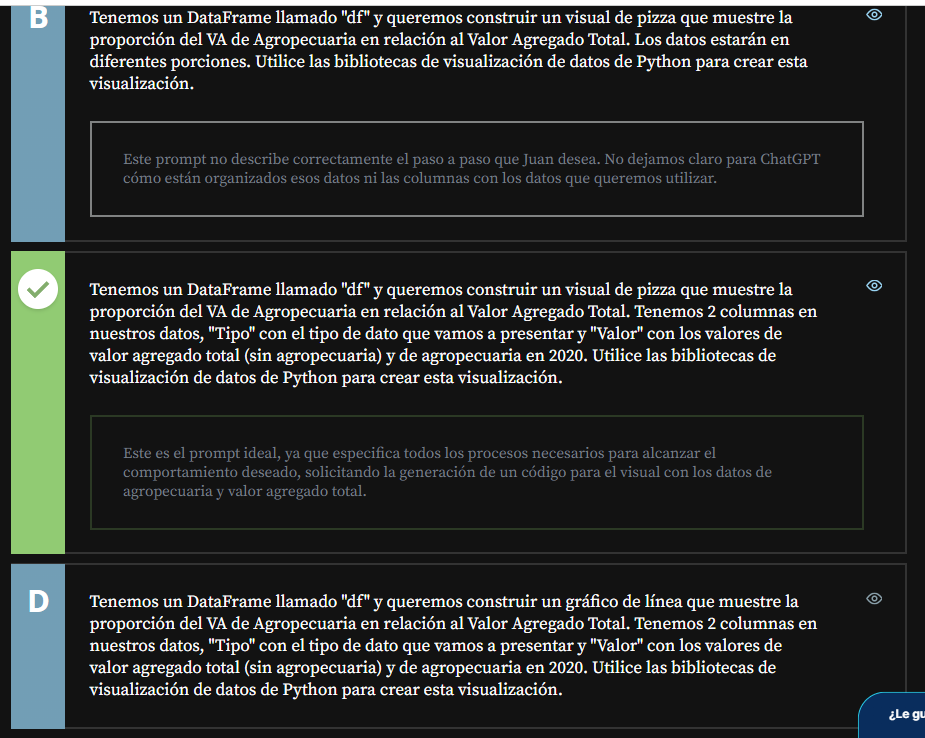 B
Tenemos un DataFrame llamado "df" y queremos construir un visual de pizza que muestre la
proporción del VA de Agropecuaria en relación al Valor Agregado Total. Los datos estarán en
diferentes porciones. Utilice las bibliotecas de visualización de datos de Python para crear esta
visualización.
Este prompt no describe correctamente el paso a paso que Juan desea. No dejamos claro para ChatGPT
cómo están organizados esos datos ni las columnas con los datos que queremos utilizar.
Tenemos un DataFrame llamado "df" y queremos construir un visual de pizza que muestre la
proporción del VA de Agropecuaria en relación al Valor Agregado Total. Tenemos 2 columnas en
nuestros datos, "Tipo" con el tipo de dato que vamos a presentar y "Valor" con los valores de
valor agregado total (sin agropecuaria) y de agropecuaria en 2020. Utilice las bibliotecas de
visualización de datos de Python para crear esta visualización.
Este es el prompt ideal, ya que especifica todos los procesos necesarios para alcanzar el
comportamiento deseado, solicitando la generación de un código para el visual con los datos de
agropecuaria y valor agregado total.
D
Tenemos un DataFrame llamado "df" y queremos construir un gráfico de línea que muestre la
proporción del VA de Agropecuaria en relación al Valor Agregado Total. Tenemos 2 columnas en
nuestros datos, "Tipo" con el tipo de dato que vamos a presentar y "Valor" con los valores de
valor agregado total (sin agropecuaria) y de agropecuaria en 2020. Utilice las bibliotecas de
visualización de datos de Python para crear esta visualización.
¿Le gu